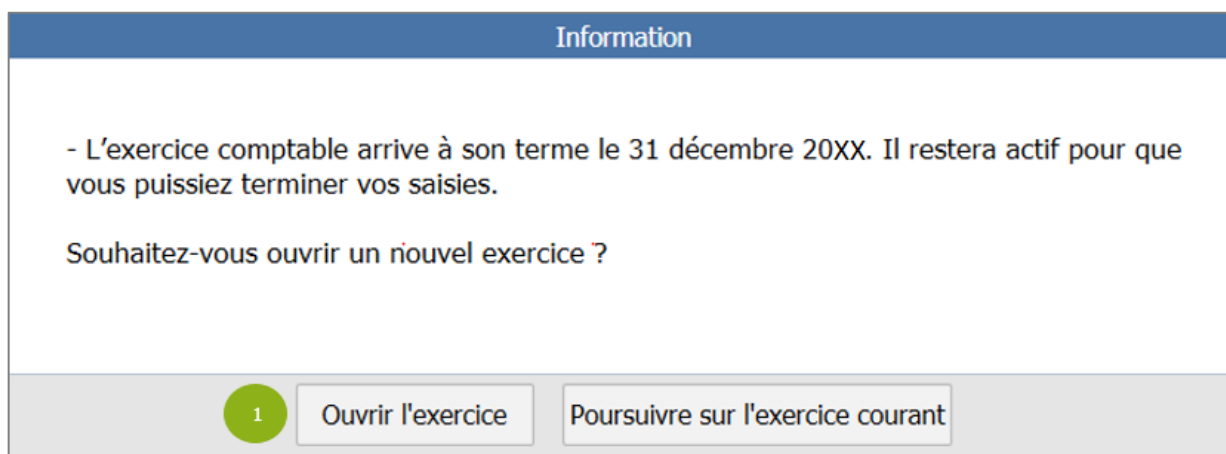 Information
- L’exercice comptable arrive à son terme le 31 décembre 20XX. Il restera actif pour que
vous puissiez terminer vos saisies.
Souhaitez-vous ouvrir un nouvel exercice ?
1 Ouvrir l'exercice Poursuivre sur l'exercice courant